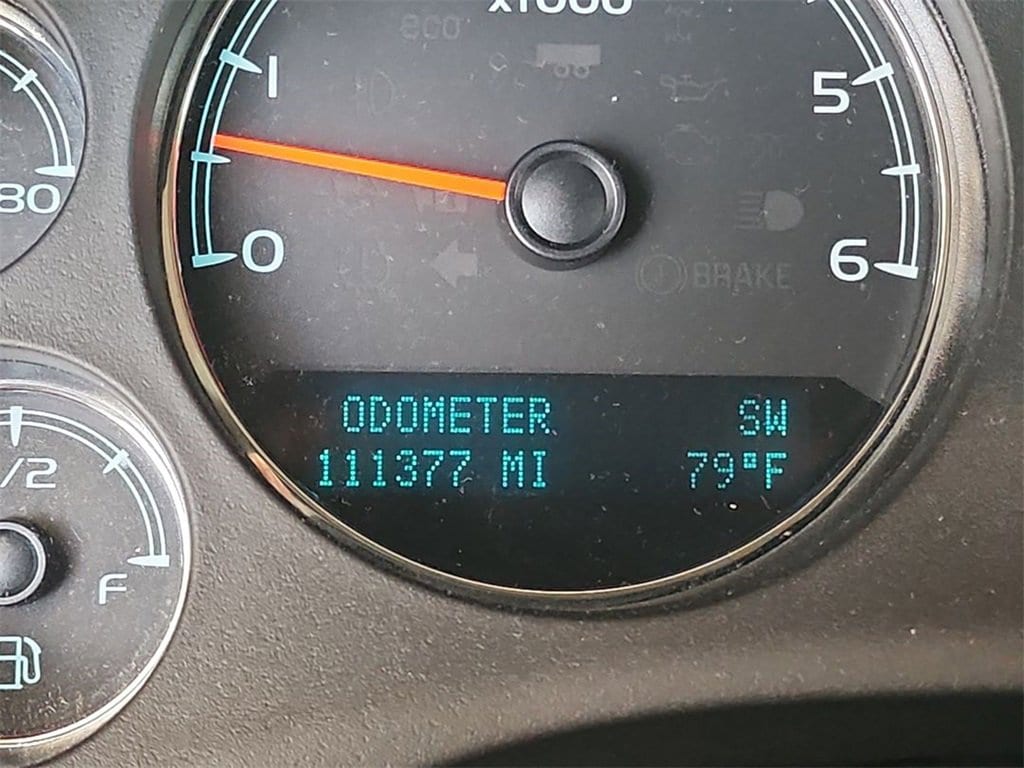 x1000
ECO
1
5
80
0
6
BRAKE
ODOMETER SW
111377 MI 79°F
1/2
F